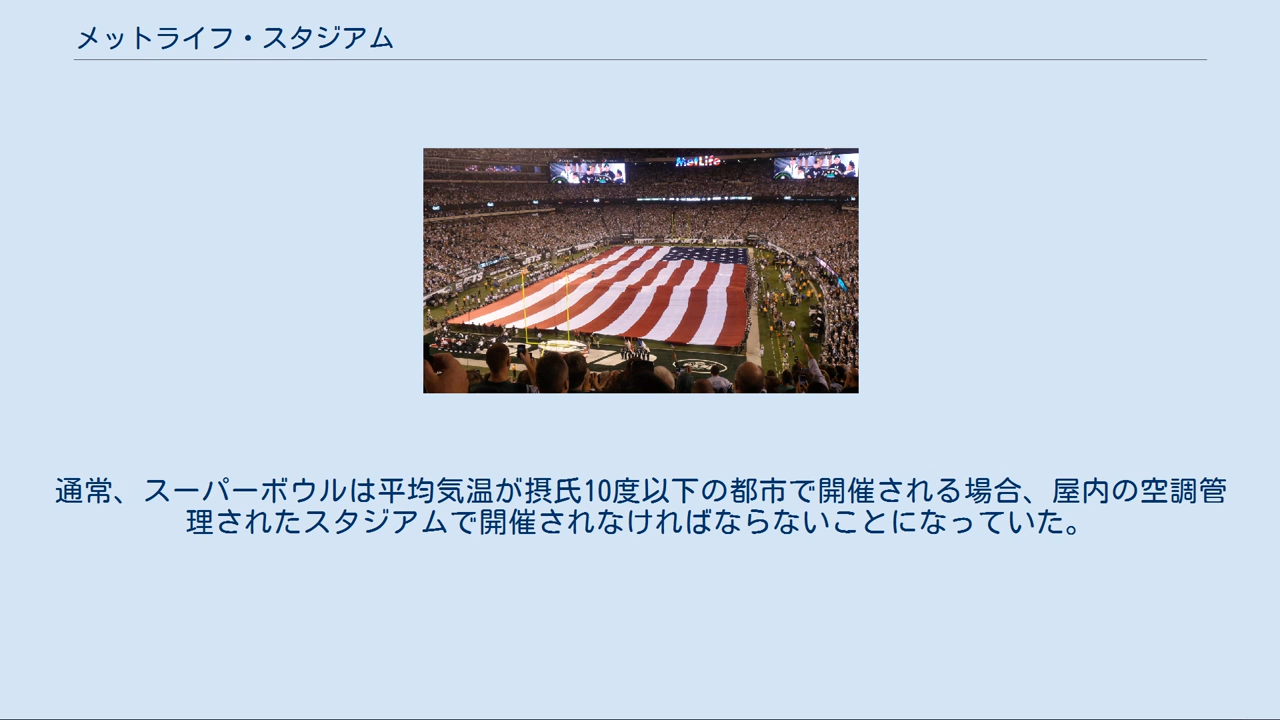 メットライフ・スタジアム
MetLife
通常、スーパーボウルは平均気温が摂氏10度以下の都市で開催される場合、屋内の空調管
理されたスタジアムで開催されなければならないことになっていた。